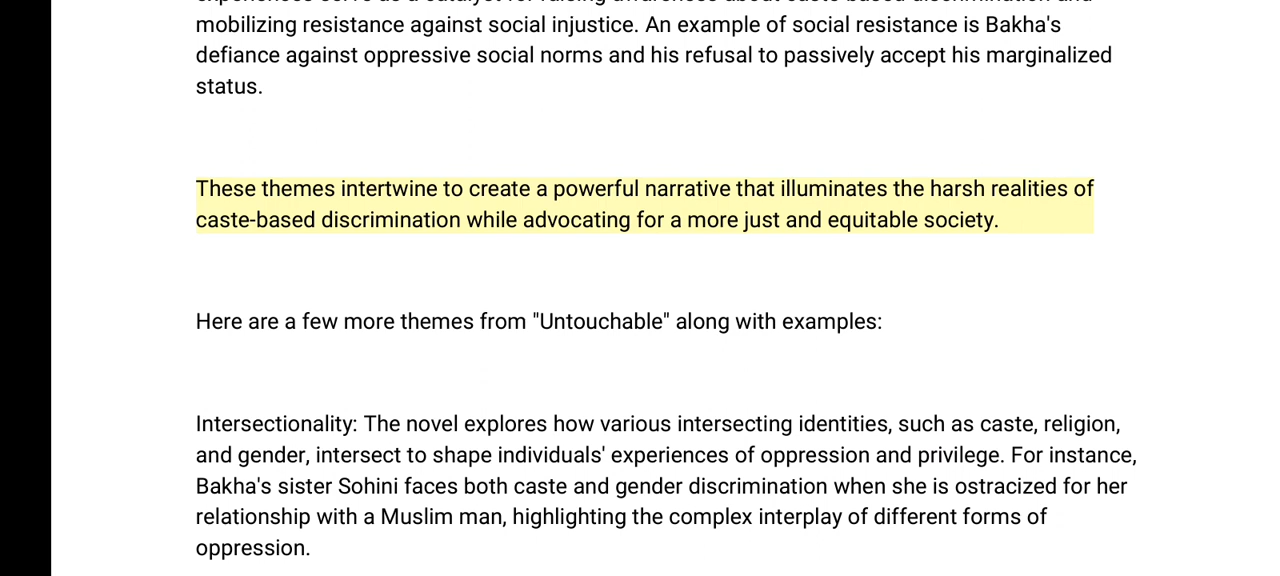 mobilizing resistance against social injustice. An example of social resistance is Bakha's
defiance against oppressive social norms and his refusal to passively accept his marginalized
status.
These themes intertwine to create a powerful narrative that illuminates the harsh realities of
caste-based discrimination while advocating for a more just and equitable society.
Here are a few more themes from "Untouchable" along with examples:
Intersectionality: The novel explores how various intersecting identities, such as caste, religion,
and gender, intersect to shape individuals' experiences of oppression and privilege. For instance,
Bakha's sister Sohini faces both caste and gender discrimination when she is ostracized for her
relationship with a Muslim man, highlighting the complex interplay of different forms of
oppression.